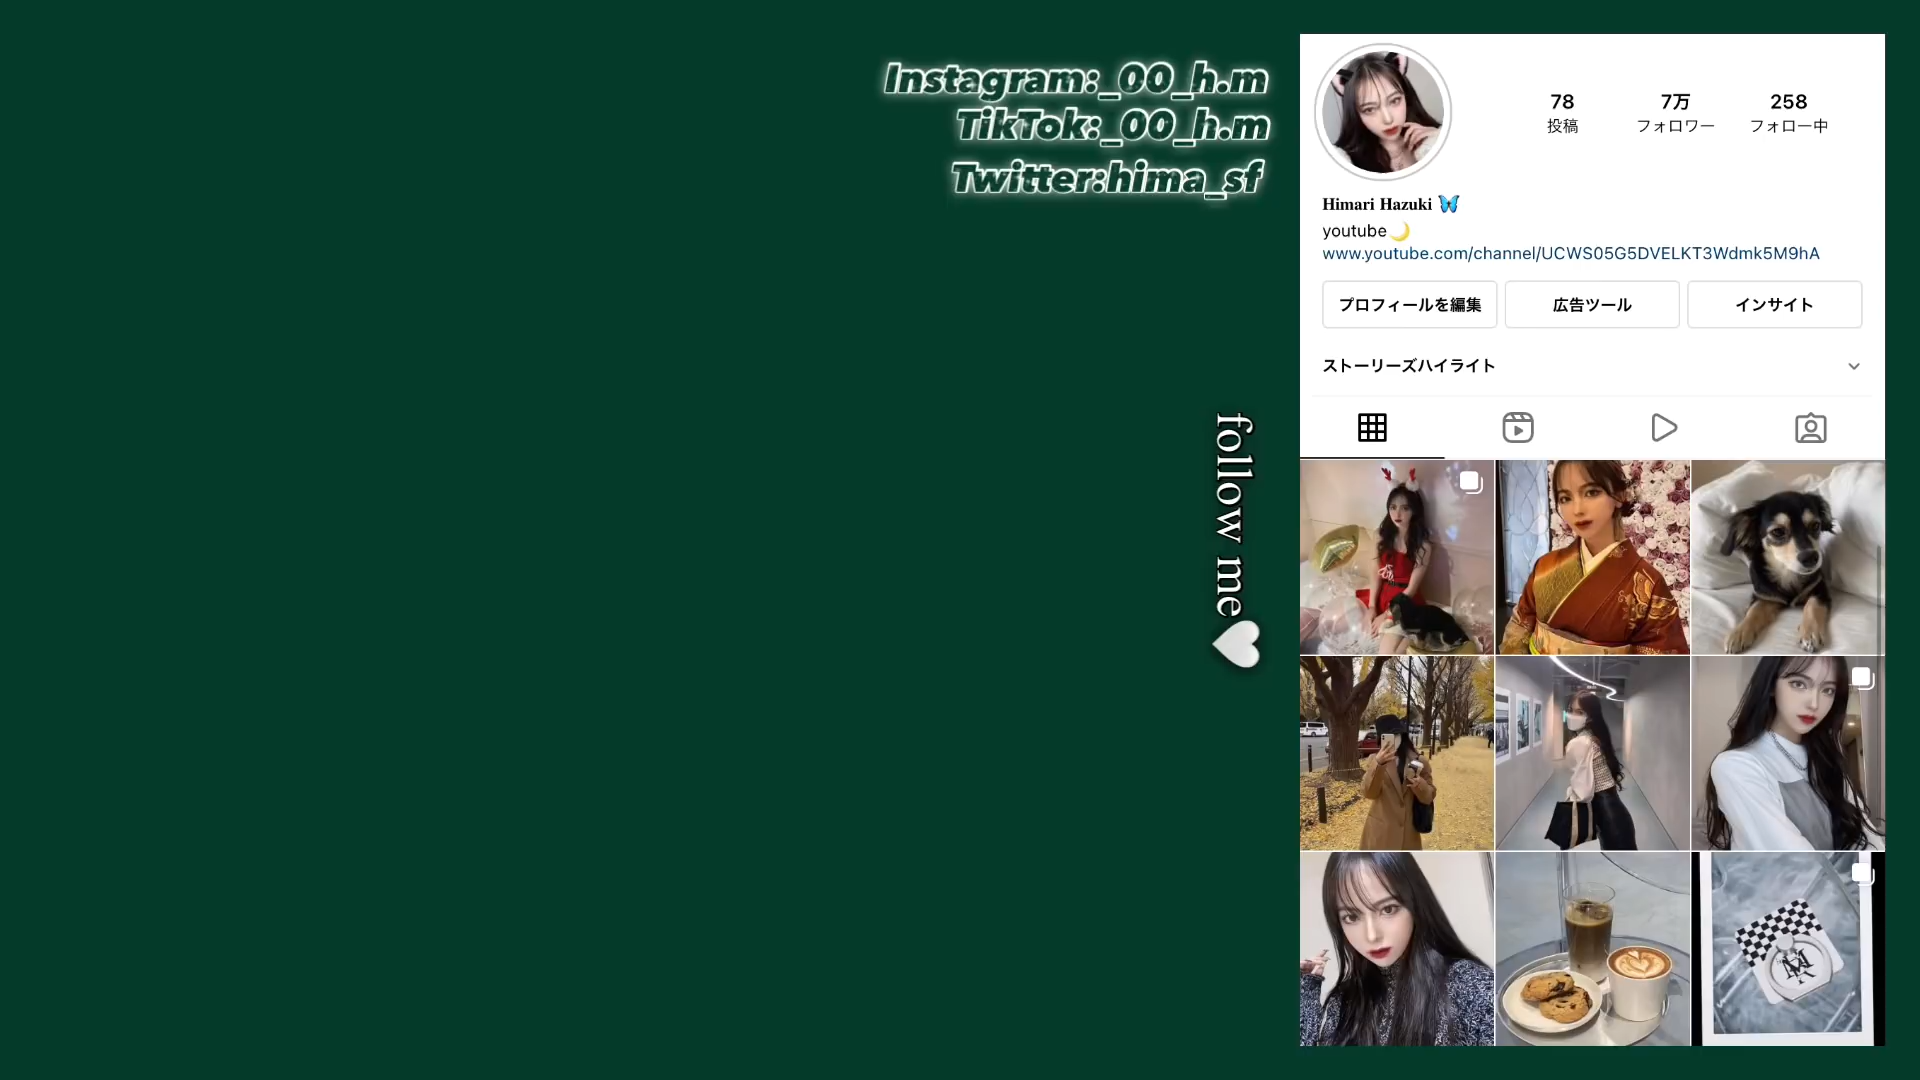 Instagram:_00_h.m
TikTok:_00_h.m
Twitter:hima_sf
follow me
78
投稿
7万
フォロワー
258
フォロー中
Himari Hazuki 🦋
youtube🌙
www.youtube.com/channel/UCWS05G5DVELKT3Wdmk5M9hA
プロフィールを編集
広告ツール
インサイト
ストーリーズハイライト